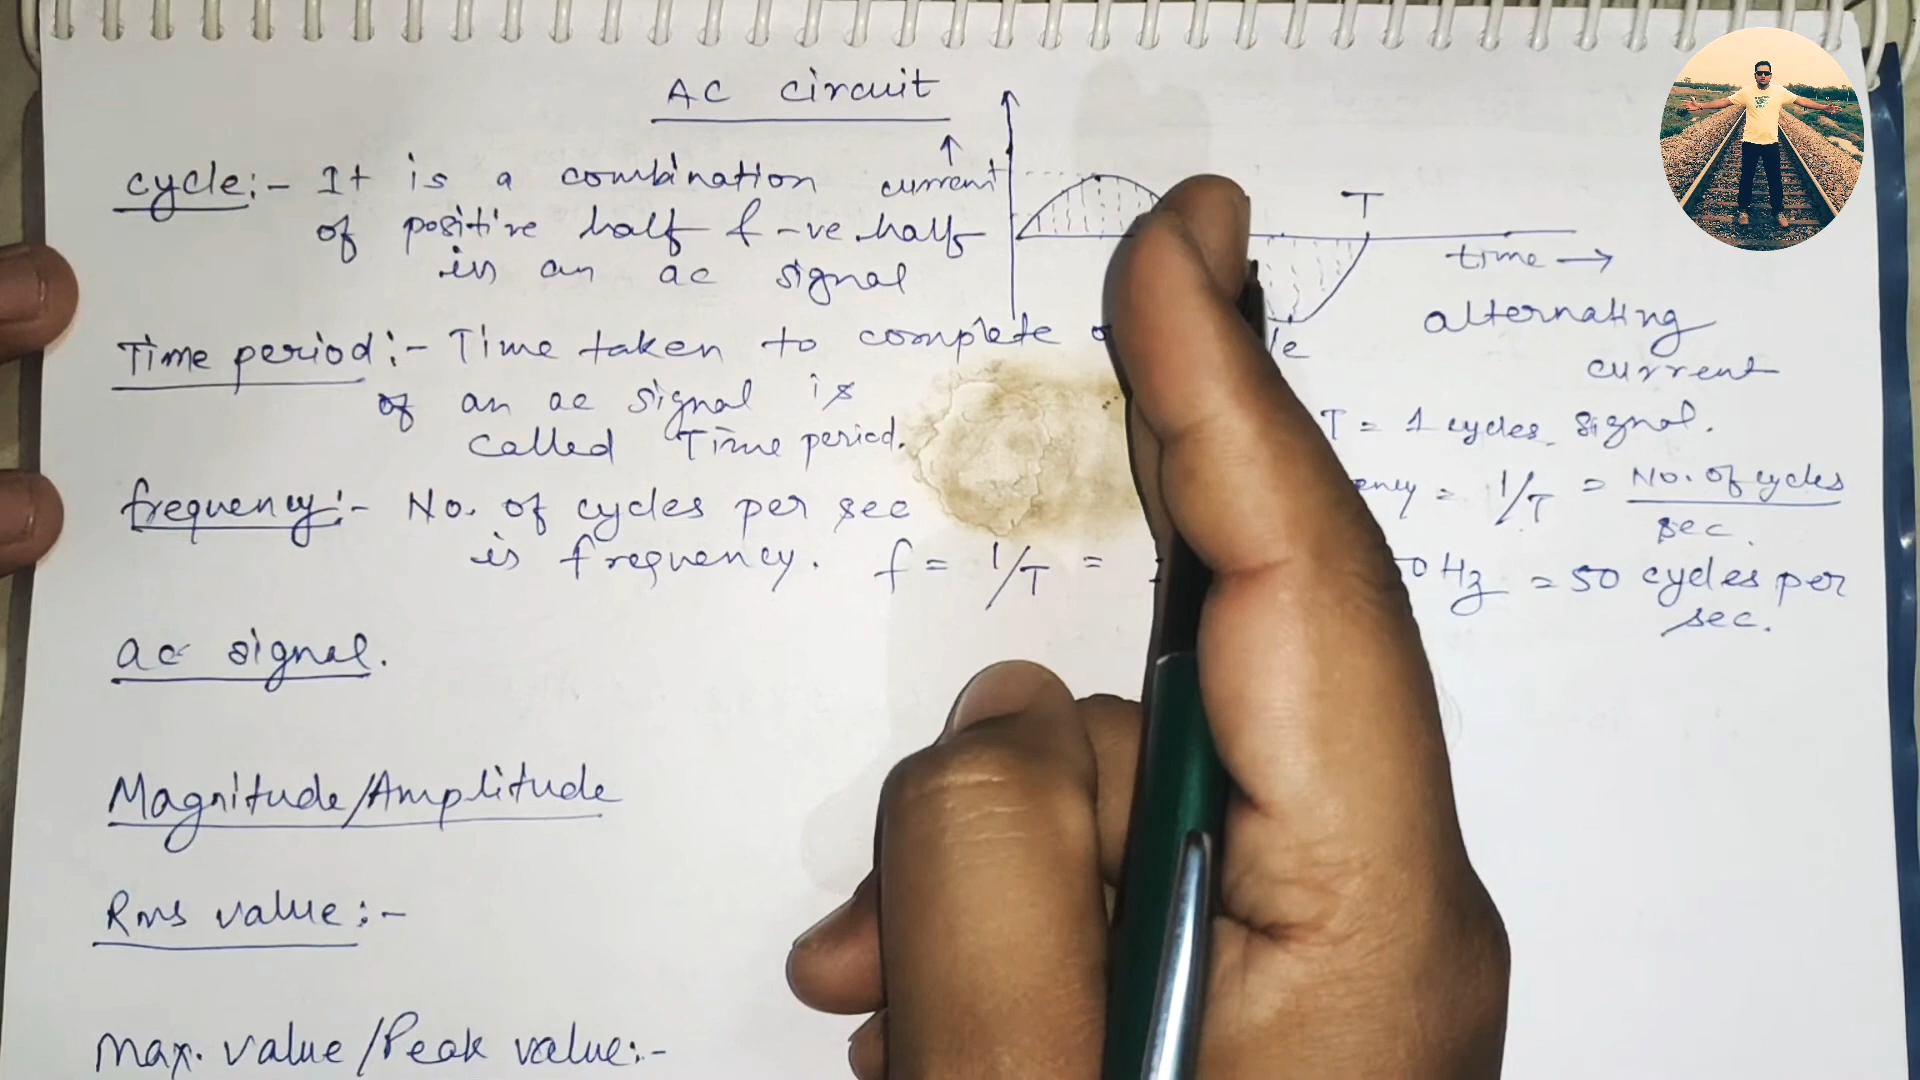 AC circuit
cycle:- It is a combination
of positive half & -ve half
in an ac signal
current
T
time →
alternating
current
Time period:- Time taken to complete
of an ac signal is
called Time period.
T = 1 cycles signal.
frequency:- No. of cycles per sec
is frequency. f = 1/T =
= 1/T = No. of cycles
sec.
0 Hz = 50 cycles per
sec.
ac signal.
Magnitude/Amplitude
Rms value:-
Max. value/Peak value:-